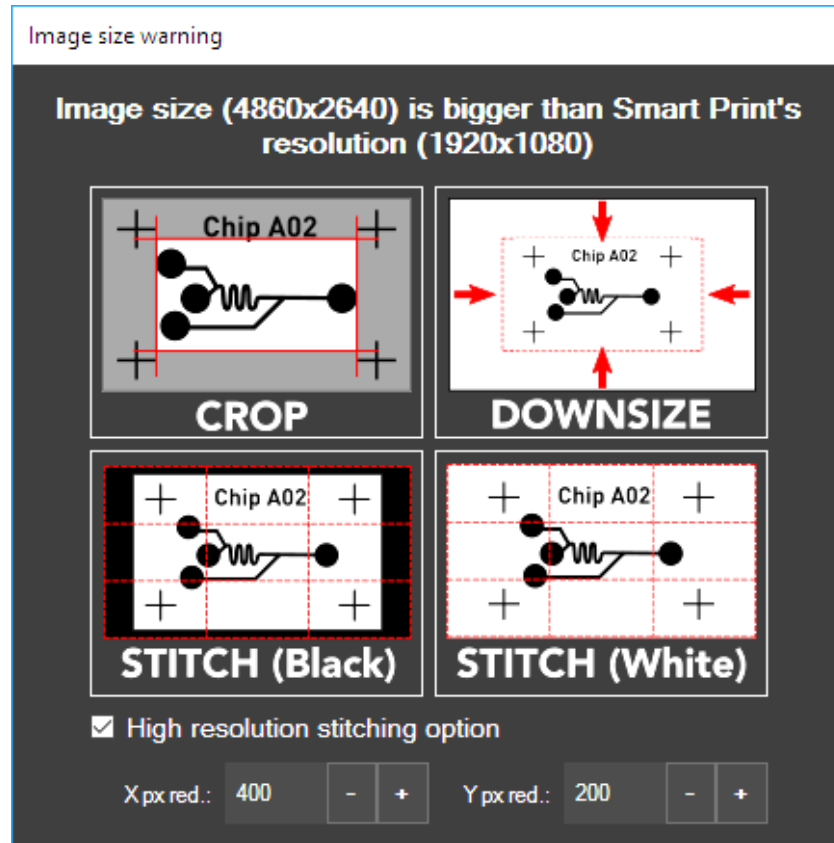 Image size warning
Image size (4860x2640) is bigger than Smart Print's
resolution (1920x1080)
Chip A02
CROP
Chip A02
DOWNSIZE
Chip A02
STITCH (Black)
Chip A02
STITCH (White)
High resolution stitching option
X px red.: 400 - +
Y px red.: 200 - +